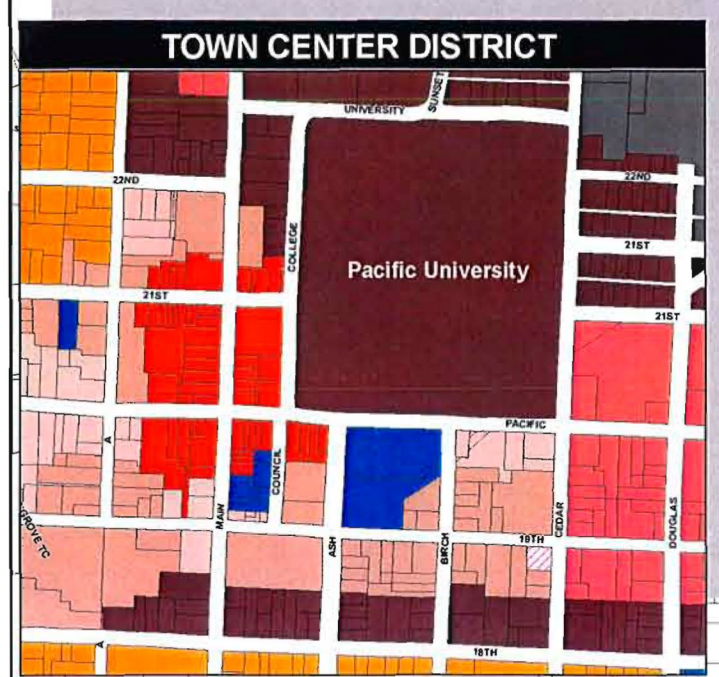 TOWN CENTER DISTRICT
SUNSET
UNIVERSITY
22ND
22ND
COLLEGE
21ST
Pacific University
21ST
21ST
PACIFIC
A
MAIN
COUNCIL
ASH
BIRCH
19TH
CEDAR
DOUGLAS
GROVE TC
A
18TH